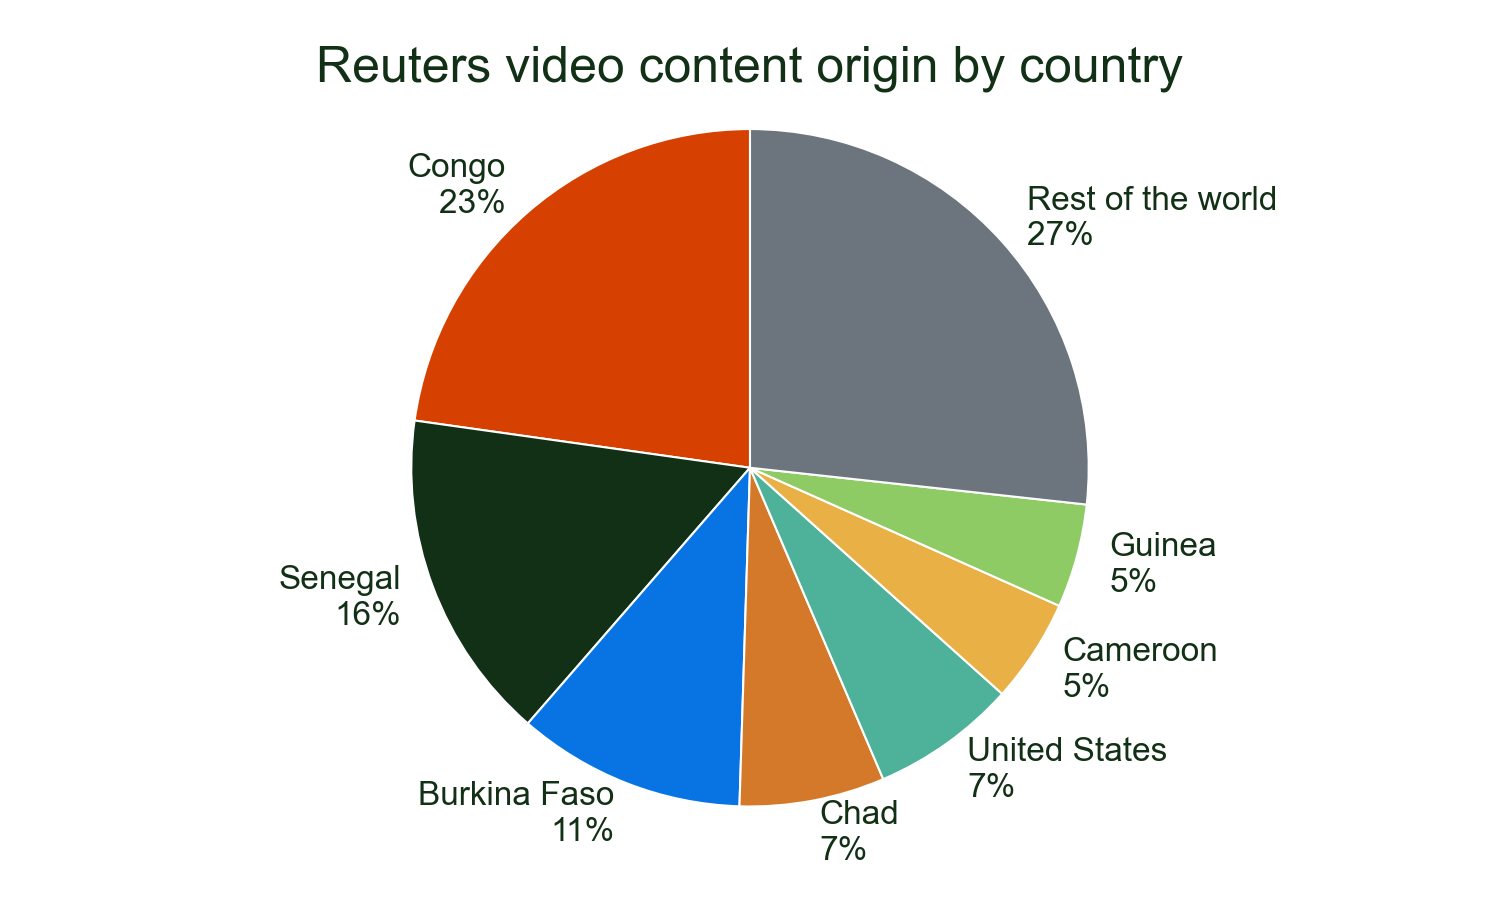 Reuters video content origin by country
Congo
23%
Rest of the world
27%
Guinea
5%
Senegal
16%
Cameroon
5%
United States
7%
Burkina Faso
11%
Chad
7%